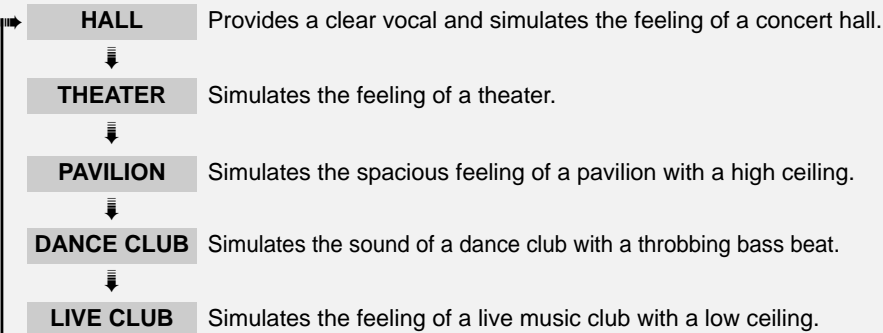 HALL Provides a clear vocal and simulates the feeling of a concert hall.
THEATER Simulates the feeling of a theater.
PAVILION Simulates the spacious feeling of a pavilion with a high ceiling.
DANCE CLUB Simulates the sound of a dance club with a throbbing bass beat.
LIVE CLUB Simulates the feeling of a live music club with a low ceiling.